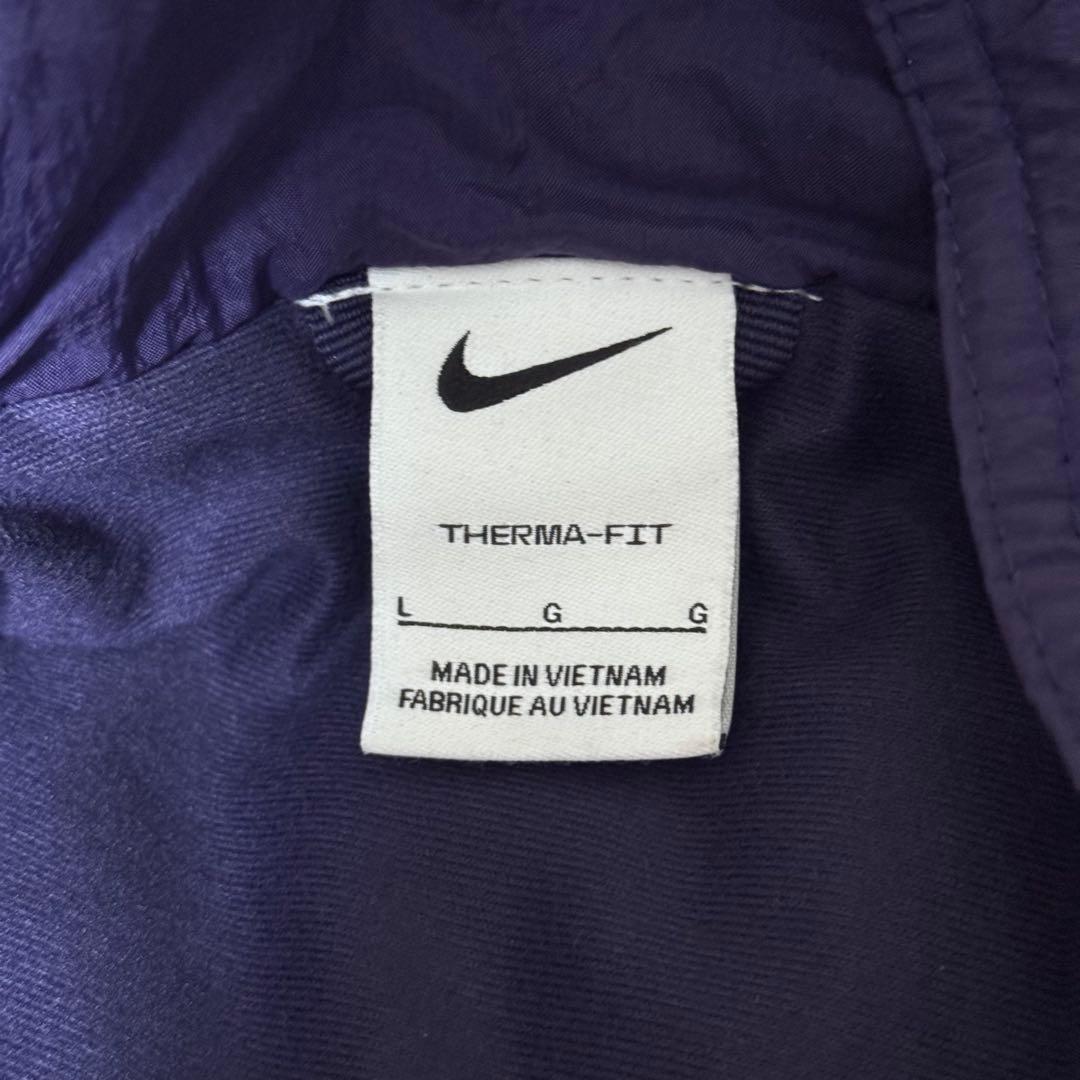 THERMA-FIT
L G G
MADE IN VIETNAM
FABRIQUE AU VIETNAM